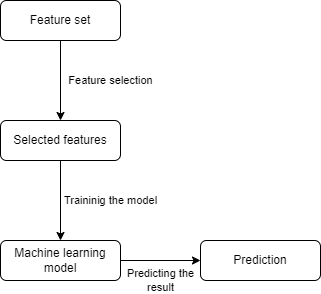 Feature set
Feature selection
Selected features
Traininig the model
Machine learning
model
Predicting the
result
Prediction